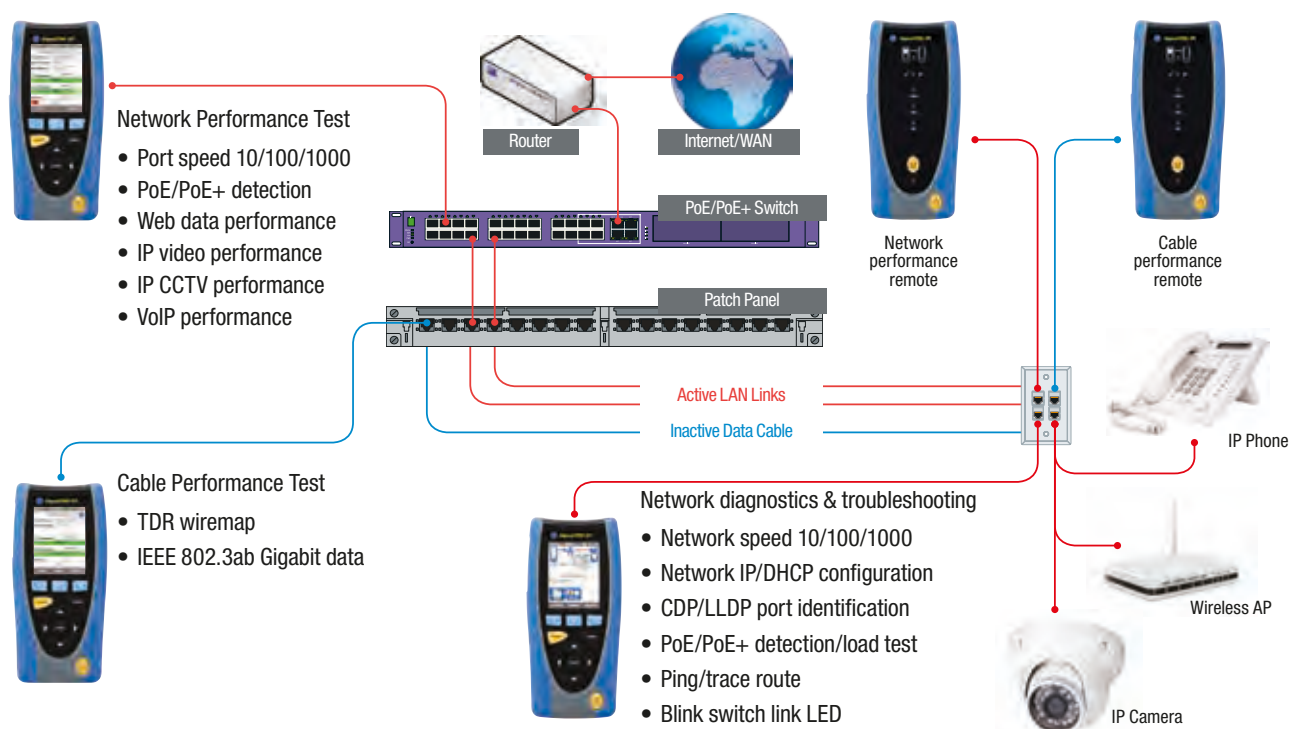 Network Performance Test
• Port speed 10/100/1000
• PoE/PoE+ detection
• Web data performance
• IP video performance
• IP CCTV performance
• VoIP performance
Router
Internet/WAN
PoE/PoE+ Switch
Patch Panel
Network
performance
remote
Cable
performance
remote
Active LAN Links
Inactive Data Cable
IP Phone
Cable Performance Test
• TDR wiremap
• IEEE 802.3ab Gigabit data
Network diagnostics & troubleshooting
• Network speed 10/100/1000
• Network IP/DHCP configuration
• CDP/LLDP port identification
• PoE/PoE+ detection/load test
• Ping/trace route
• Blink switch link LED
Wireless AP
IP Camera